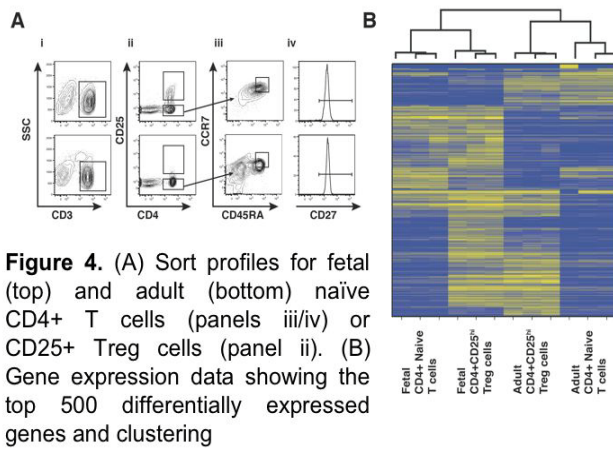 A
B
i
ii
iii
iv
SSC
CD25
CCR7
CD3
CD4
CD45RA
CD27
Figure 4. (A) Sort profiles for fetal
(top) and adult (bottom) naïve
CD4+ T cells (panels iii/iv) or
CD25+ Treg cells (panel ii). (B)
Gene expression data showing the
top 500 differentially expressed
genes and clustering
Fetal
CD4+ Naive
T cells
Fetal
CD4+CD25hi
Treg cells
Adult
CD4+CD25hi
Treg cells
Adult
CD4+ Naive
T cells